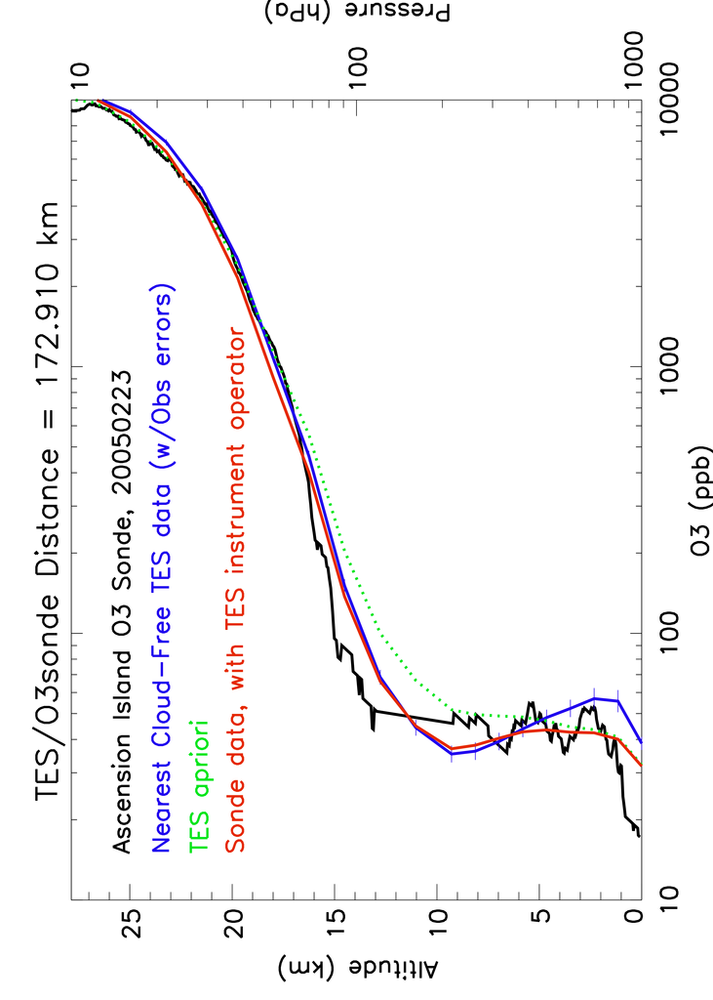 TES/O3sonde Distance = 172.910 km
Ascension Island O3 Sonde, 20050223
Nearest Cloud-Free TES data (w/Obs errors)
TES apriori
Sonde data, with TES instrument operator
Altitude (km)
25
20
15
10
5
0
Pressure (hPa)
10
100
1000
10
100
1000
10000
O3 (ppb)